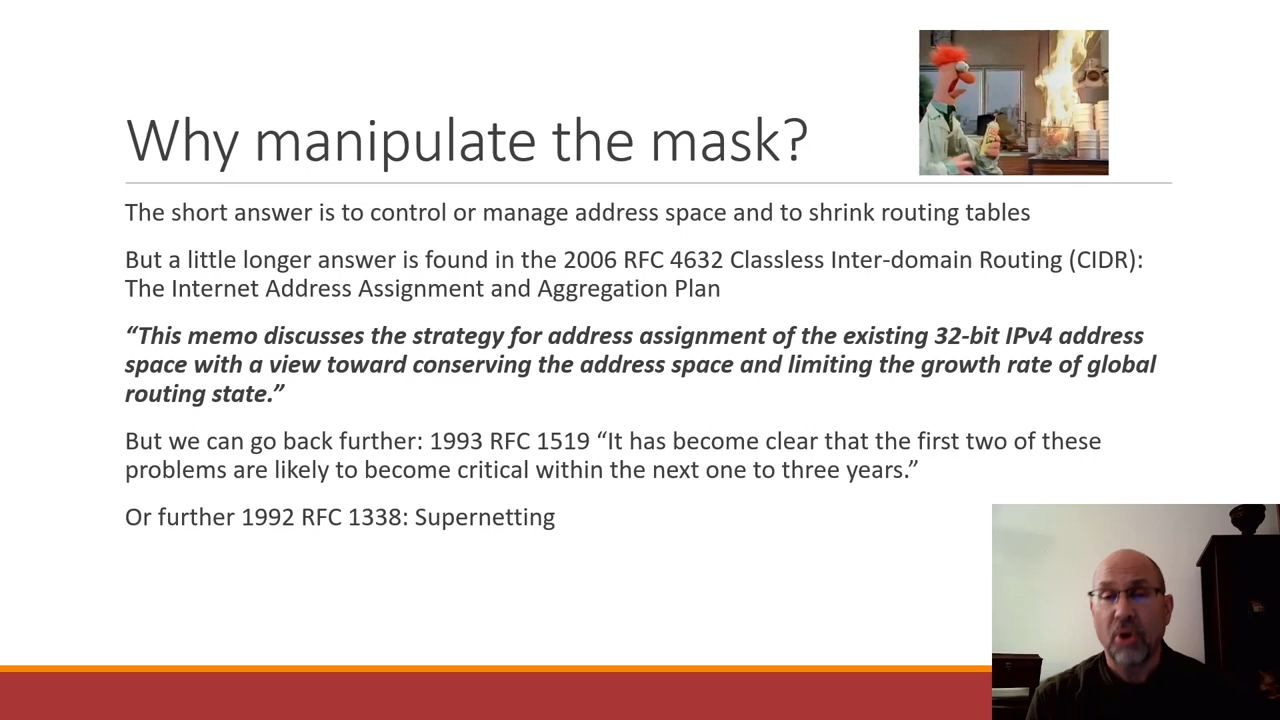 Why manipulate the mask?
The short answer is to control or manage address space and to shrink routing tables
But a little longer answer is found in the 2006 RFC 4632 Classless Inter-domain Routing (CIDR):
The Internet Address Assignment and Aggregation Plan
“This memo discusses the strategy for address assignment of the existing 32-bit IPv4 address
space with a view toward conserving the address space and limiting the growth rate of global
routing state.”
But we can go back further: 1993 RFC 1519 “It has become clear that the first two of these
problems are likely to become critical within the next one to three years.”
Or further 1992 RFC 1338: Supernetting